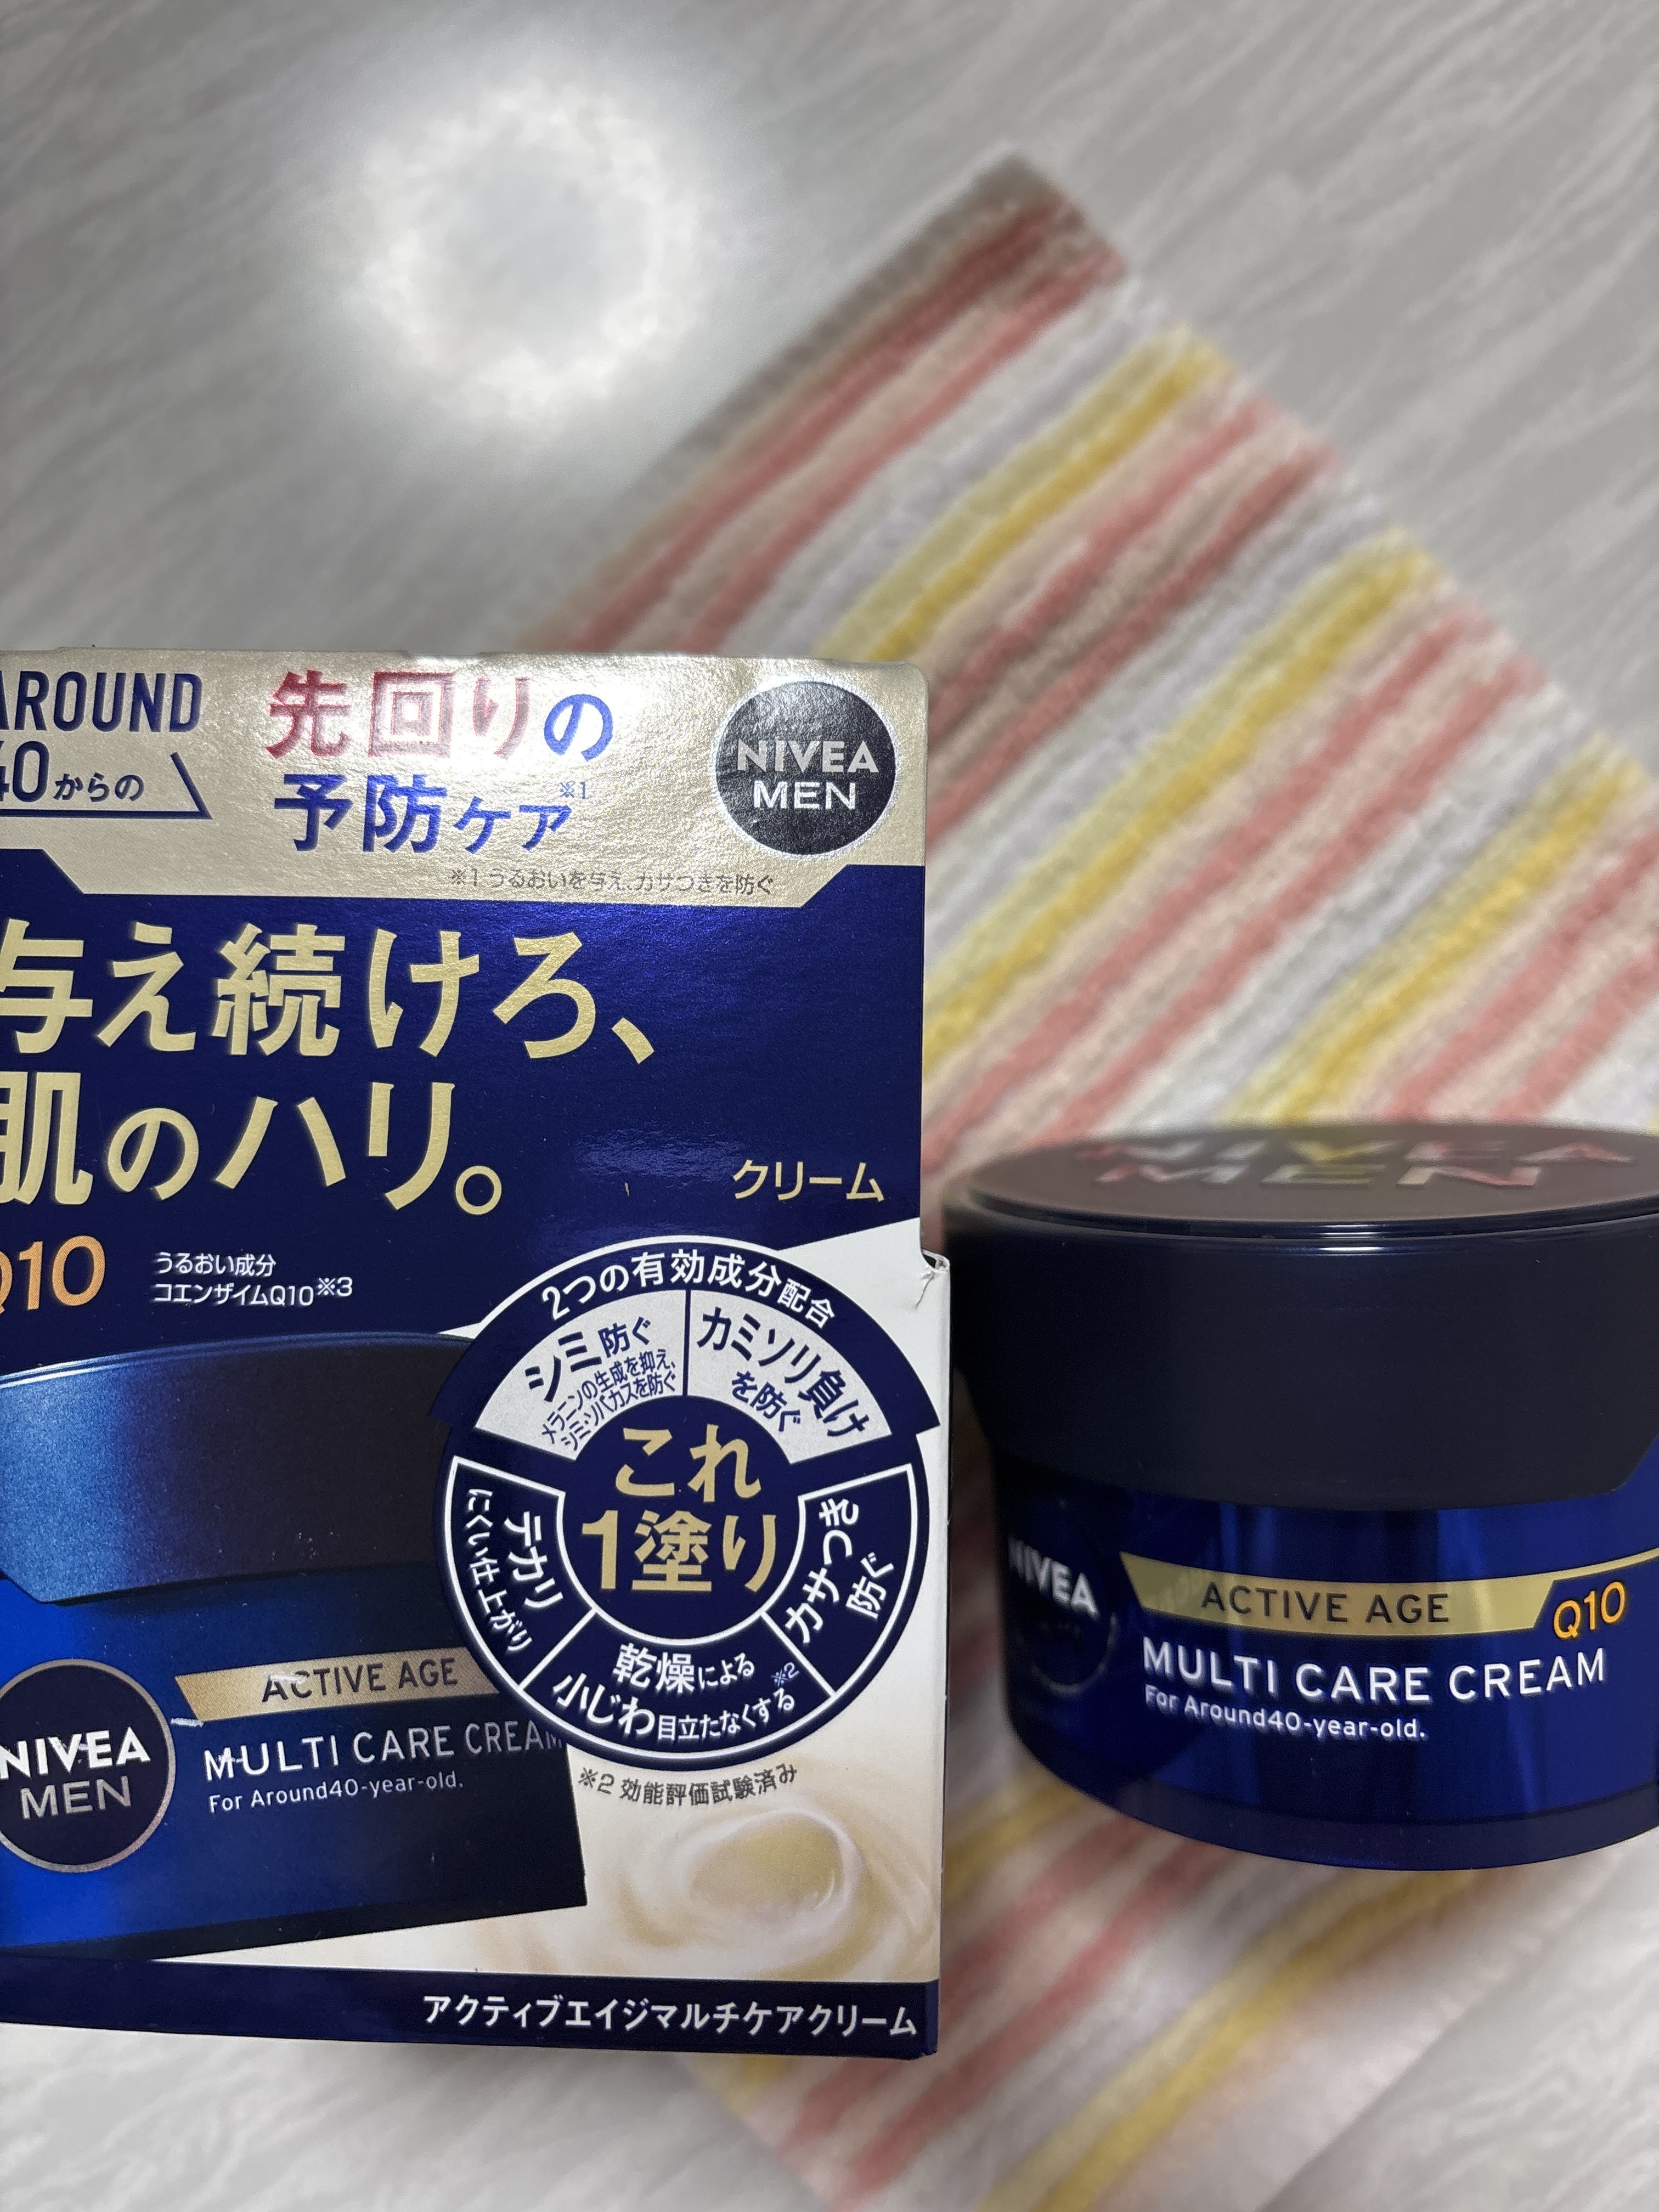 AROUND
40からの
先回りの
予防ケア※1
NIVEA
MEN
※1 うるおいを与え、カサつきを防ぐ
与え続けろ、
肌のハリ。
クリーム
Q10
うるおい成分
コエンザイムQ10※3
2つの有効成分配合
シミ防ぐ
メラニンの生成を抑え、
シミ・ソバカスを防ぐ
カミソリ負け
を防ぐ
これ
1塗り
テカリ
にくい仕上がり
カサつき
防ぐ
乾燥による
小じわ目立たなくする※2
※2 効能評価試験済み
ACTIVE AGE
NIVEA
MEN
MULTI CARE CREAM
For Around40-year-old.
アクティブエイジマルチケアクリーム
NIVEA
MEN
NIVEA
ACTIVE AGE
Q10
MULTI CARE CREAM
For Around40-year-old.